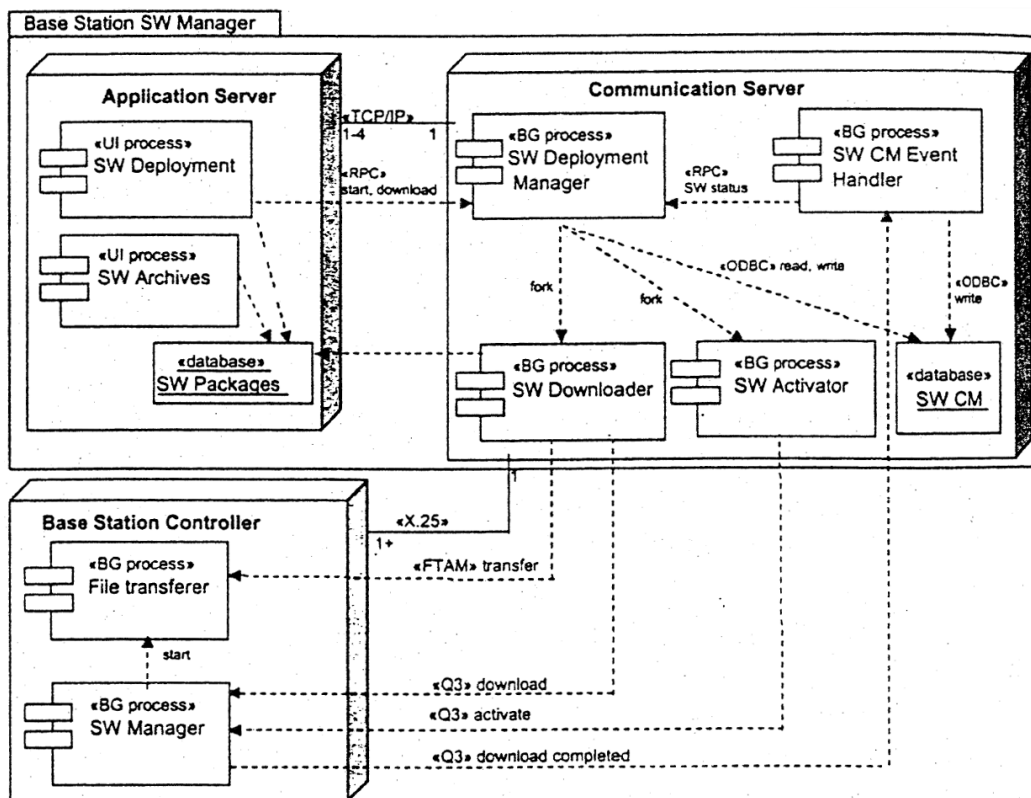 Base Station SW Manager
Application Server
«UI process»
SW Deployment
«UI process»
SW Archives
«database»
SW Packages
«TCP/IP»
1-4
1
«RPC»
start, download
Communication Server
«BG process»
SW Deployment
Manager
«RPC»
SW status
«BG process»
SW CM Event
Handler
fork
fork
«ODBC» read, write
«ODBC»
write
«BG process»
SW Downloader
«BG process»
SW Activator
«database»
SW CM
1
«X.25»
1+
Base Station Controller
«BG process»
File transferer
«FTAM» transfer
start
«BG process»
SW Manager
«Q3» download
«Q3» activate
«Q3» download completed